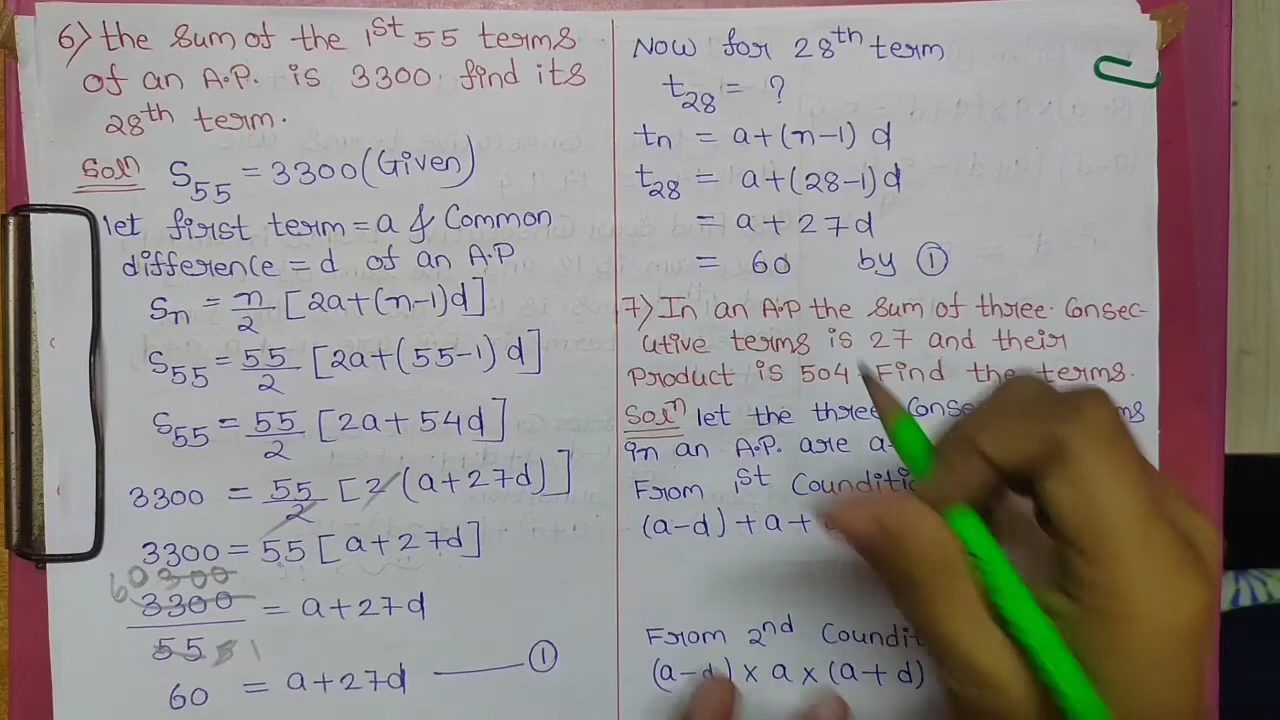 6) the sum of the 1st 55 terms
of an A.P. is 3300. find its
28th term.
Soln S55 = 3300 (Given)
let first term = a & Common
difference = d of an A.P
Sn = n/2 [2a+(n-1)d]
S55 = 55/2 [2a+(55-1)d]
S55 = 55/2 [2a+54d]
3300 = 55/2 [2(a+27d)]
3300 = 55[a+27d]
60 300
3300/55 = a+27d
60 = a+27d ——— ①
Now for 28th term
t28 = ?
tn = a+(n-1) d
t28 = a+(28-1)d
= a+27d
= 60 by ①
7) In an A.P the sum of three Consec-
utive terms is 27 and their
Product is 504. Find the terms.
Soln let the three
in an A.P. are a-
From 1st
(a-d) + a +
From 2nd
(a-d) x a x (a+d)